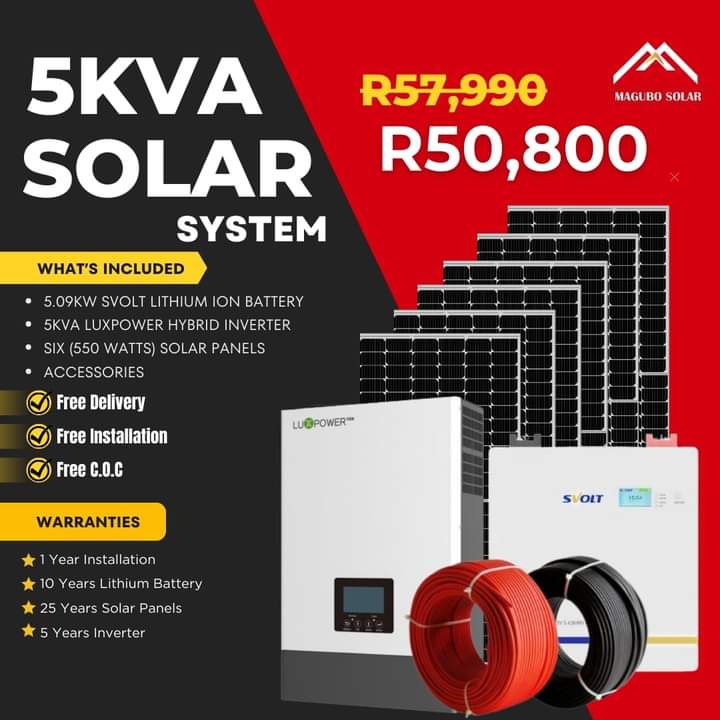 5KVA
SOLAR
SYSTEM
R57,990
R50,800
MAGUBO SOLAR
WHAT'S INCLUDED
• 5.09KW SVOLT LITHIUM ION BATTERY
• 5KVA LUXPOWER HYBRID INVERTER
• SIX (550 WATTS) SOLAR PANELS
• ACCESSORIES
Free Delivery
Free Installation
Free C.O.C
WARRANTIES
1 Year Installation
10 Years Lithium Battery
25 Years Solar Panels
5 Years Inverter
LUXPOWER
SVOLT